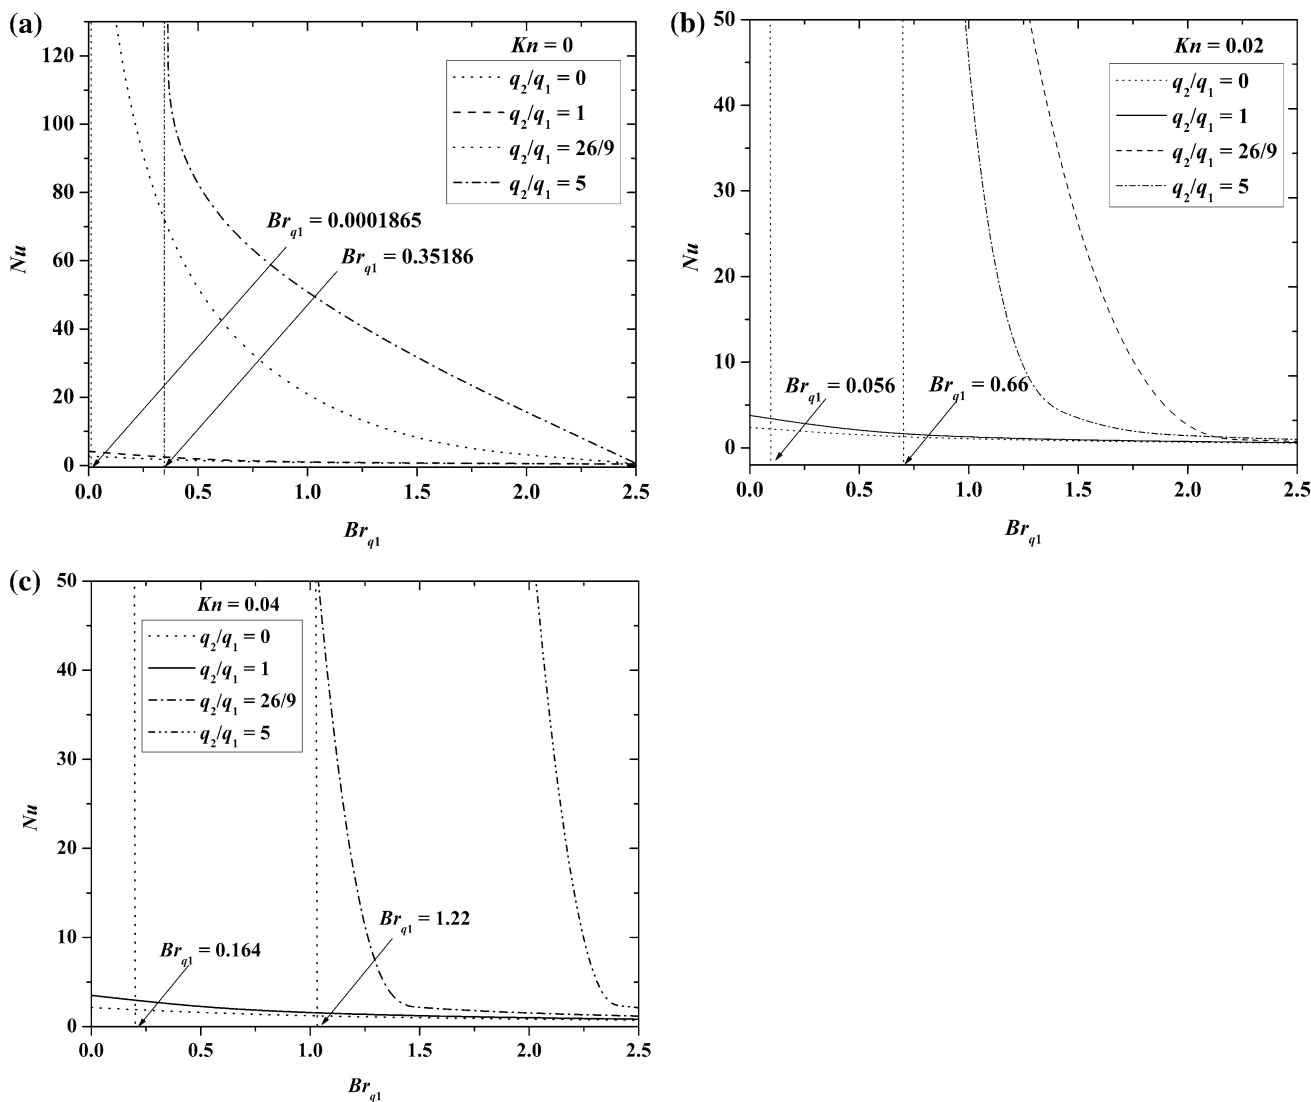 (a)
Kn = 0
q2/q1 = 0
q2/q1 = 1
q2/q1 = 26/9
q2/q1 = 5
Brq1 = 0.0001865
Brq1 = 0.35186
Nu
120
100
80
60
40
20
0
0.0 0.5 1.0 1.5 2.0 2.5
Brq1
(b)
Kn = 0.02
q2/q1 = 0
q2/q1 = 1
q2/q1 = 26/9
q2/q1 = 5
Brq1 = 0.056
Brq1 = 0.66
Nu
50
40
30
20
10
0
0.0 0.5 1.0 1.5 2.0 2.5
Brq1
(c)
Kn = 0.04
q2/q1 = 0
q2/q1 = 1
q2/q1 = 26/9
q2/q1 = 5
Brq1 = 0.164
Brq1 = 1.22
Nu
50
40
30
20
10
0
0.0 0.5 1.0 1.5 2.0 2.5
Brq1